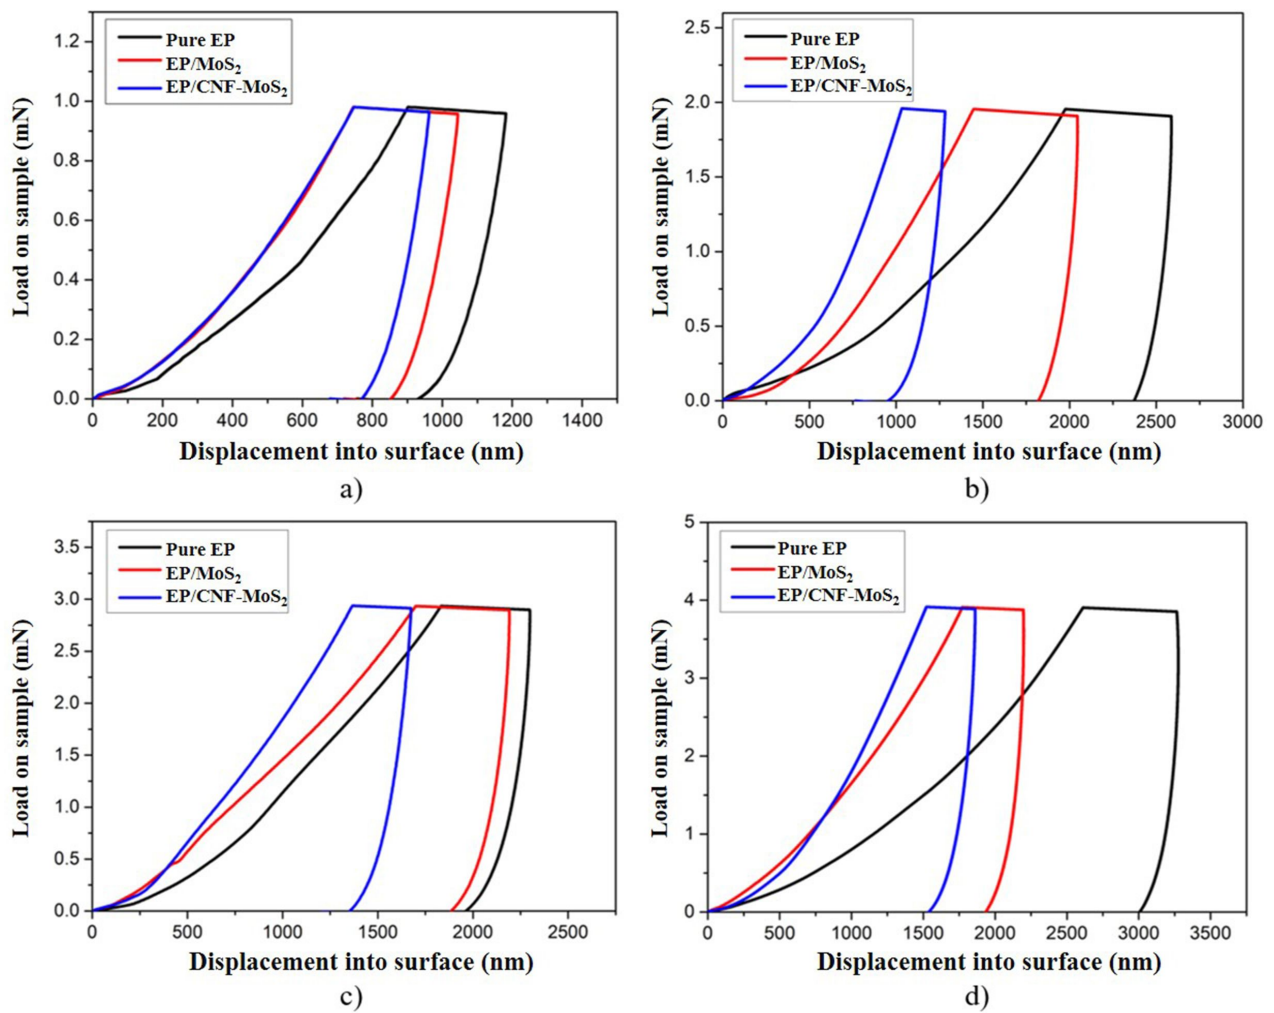 Pure EP
EP/MoS₂
EP/CNF-MoS₂
Load on sample (mN)
1.2
1.0
0.8
0.6
0.4
0.2
0.0
0 200 400 600 800 1000 1200 1400
Displacement into surface (nm)
a)
Pure EP
EP/MoS₂
EP/CNF-MoS₂
Load on sample (mN)
2.5
2.0
1.5
1.0
0.5
0.0
0 500 1000 1500 2000 2500 3000
Displacement into surface (nm)
b)
Pure EP
EP/MoS₂
EP/CNF-MoS₂
Load on sample (mN)
3.5
3.0
2.5
2.0
1.5
1.0
0.5
0.0
0 500 1000 1500 2000 2500
Displacement into surface (nm)
c)
Pure EP
EP/MoS₂
EP/CNF-MoS₂
Load on sample (mN)
5
4
3
2
1
0
0 500 1000 1500 2000 2500 3000 3500
Displacement into surface (nm)
d)